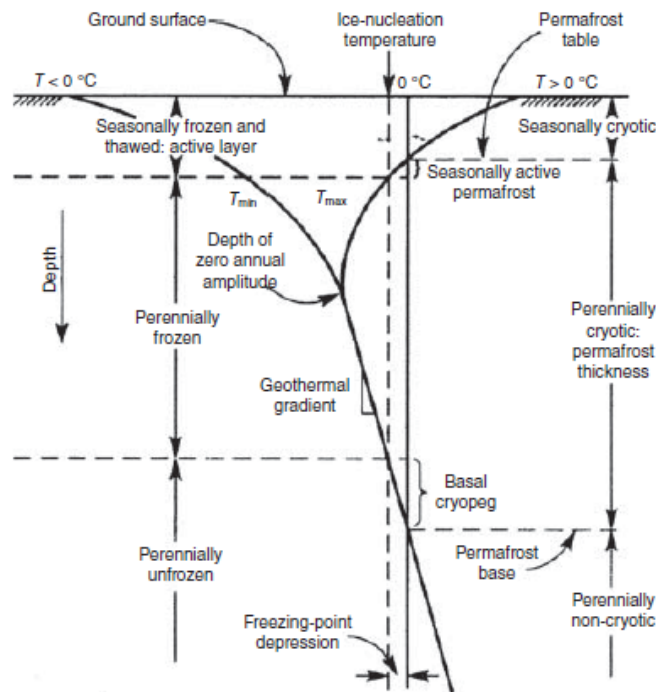 Ground surface
Ice-nucleation
temperature
Permafrost
table
T < 0 °C
0 °C
T > 0 °C
Seasonally frozen and
thawed: active layer
Seasonally cryotic
Seasonally active
permafrost
Tmin
Tmax
Depth of
zero annual
amplitude
Depth
Perennially
frozen
Perennially
cryotic:
permafrost
thickness
Geothermal
gradient
Basal
cryopeg
Perennially
unfrozen
Permafrost
base
Perennially
non-cryotic
Freezing-point
depression